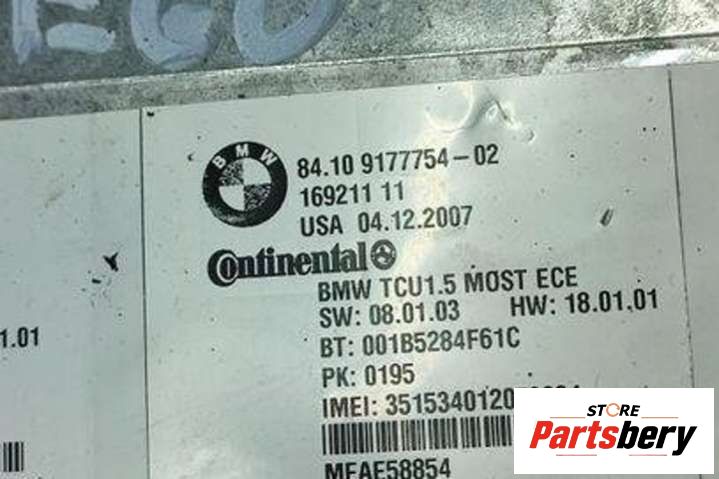 BMW
84.10 9177754-02
169211 11
USA 04.12.2007
Continental
BMW TCU1.5 MOST ECE
SW: 08.01.03 HW: 18.01.01
1.01
BT: 001B5284F61C
PK: 0195
IMEI:
STORE
Partsbery
MFAE58854